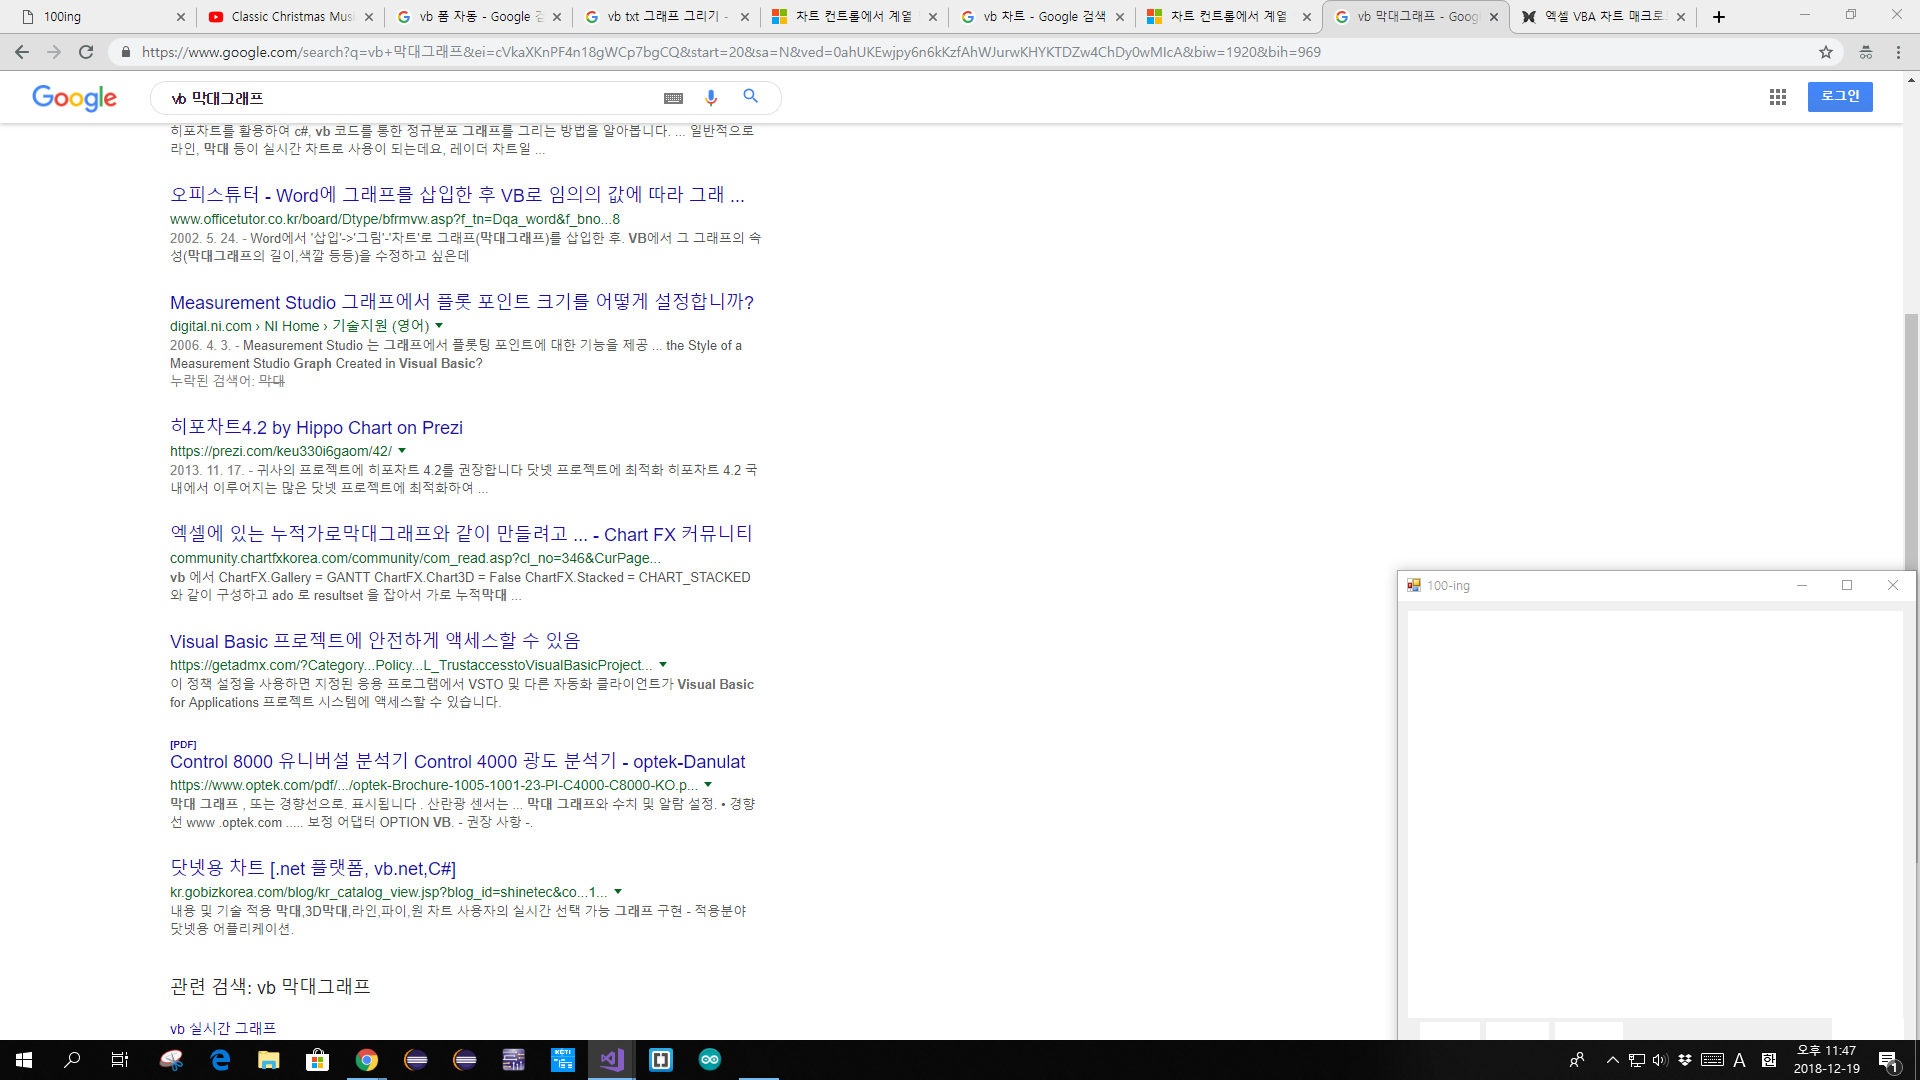 100ing
Classic Christmas Musi
vb 폼 자동 - Google 검
vb txt 그래프 그리기 -
차트 컨트롤에서 계열
vb 차트 - Google 검색
차트 컨트롤에서 계열
vb 막대그래프 - Goog
엑셀 VBA 차트 매크로
https://www.google.com/search?q=vb+막대그래프&ei=cVkaXKnPF4n18gWCp7bgCQ&start=20&sa=N&ved=0ahUKEwjpy6n6kKzfAhWJurwKHYKTDZw4ChDy0wMIcA&biw=1920&bih=969
Google
vb 막대그래프
로그인
히포차트를 활용하여 c#, vb 코드를 통한 정규분포 그래프를 그리는 방법을 알아봅니다. ... 일반적으로
라인, 막대 등이 실시간 차트로 사용이 되는데요, 레이더 차트일 ...
오피스튜터 - Word에 그래프를 삽입한 후 VB로 임의의 값에 따라 그래 ...
www.officetutor.co.kr/board/Dtype/bfrmvw.asp?f_tn=Dqa_word&f_bno...8
2002. 5. 24. - Word에서 '삽입'->'그림'-'차트'로 그래프(막대그래프)를 삽입한 후. VB에서 그 그래프의 속
성(막대그래프의 길이,색깔 등등)을 수정하고 싶은데
Measurement Studio 그래프에서 플롯 포인트 크기를 어떻게 설정합니까?
digital.ni.com › NI Home › 기술지원 (영어)
2006. 4. 3. - Measurement Studio 는 그래프에서 플롯팅 포인트에 대한 기능을 제공 ... the Style of a
Measurement Studio Graph Created in Visual Basic?
누락된 검색어: 막대
히포차트4.2 by Hippo Chart on Prezi
https://prezi.com/keu330i6gaom/42/
2013. 11. 17. - 귀사의 프로젝트에 히포차트 4.2를 권장합니다 닷넷 프로젝트에 최적화 히포차트 4.2 국
내에서 이루어지는 많은 닷넷 프로젝트에 최적화하여 ...
엑셀에 있는 누적가로막대그래프와 같이 만들려고 ... - Chart FX 커뮤니티
community.chartfxkorea.com/community/com_read.asp?cl_no=346&CurPage...
vb 에서 ChartFX.Gallery = GANTT ChartFX.Chart3D = False ChartFX.Stacked = CHART_STACKED
와 같이 구성하고 ado 로 resultset 을 잡아서 가로 누적막대 ...
Visual Basic 프로젝트에 안전하게 액세스할 수 있음
https://getadmx.com/?Category...Policy...L_TrustaccesstoVisualBasicProject...
이 정책 설정을 사용하면 지정된 응용 프로그램에서 VSTO 및 다른 자동화 클라이언트가 Visual Basic
for Applications 프로젝트 시스템에 액세스할 수 있습니다.
[PDF]
Control 8000 유니버설 분석기 Control 4000 광도 분석기 - optek-Danulat
https://www.optek.com/pdf/.../optek-Brochure-1005-1001-23-PI-C4000-C8000-KO.p...
막대 그래프 , 또는 경향선으로. 표시됩니다 . 산란광 센서는 ... 막대 그래프와 수치 및 알람 설정. • 경향
선 www .optek.com ..... 보정 어댑터 OPTION VB. - 권장 사항 -.
닷넷용 차트 [.net 플랫폼, vb.net,C#]
kr.gobizkorea.com/blog/kr_catalog_view.jsp?blog_id=shinetec&co...1...
내용 및 기술 적용 막대,3D막대,라인,파이,원 차트 사용자의 실시간 선택 가능 그래프 구현 - 적용분야
닷넷용 어플리케이션.
관련 검색: vb 막대그래프
vb 실시간 그래프
100-ing
KCTI
A
한
오후 11:47
2018-12-19
1